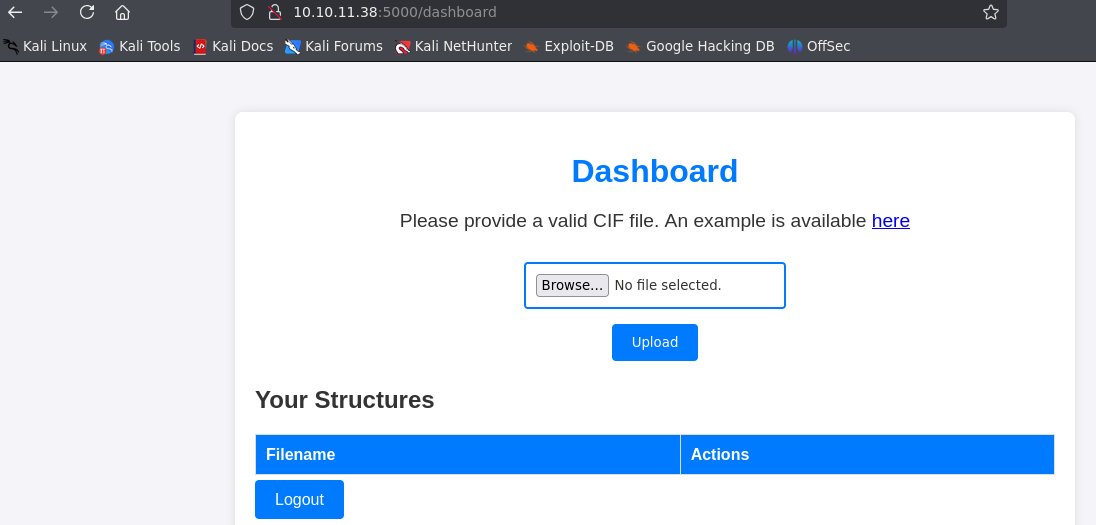 10.10.11.38:5000/dashboard
Kali Linux Kali Tools Kali Docs Kali Forums Kali NetHunter Exploit-DB Google Hacking DB OffSec
Dashboard
Please provide a valid CIF file. An example is available here
Browse... No file selected.
Upload
Your Structures
Filename Actions
Logout